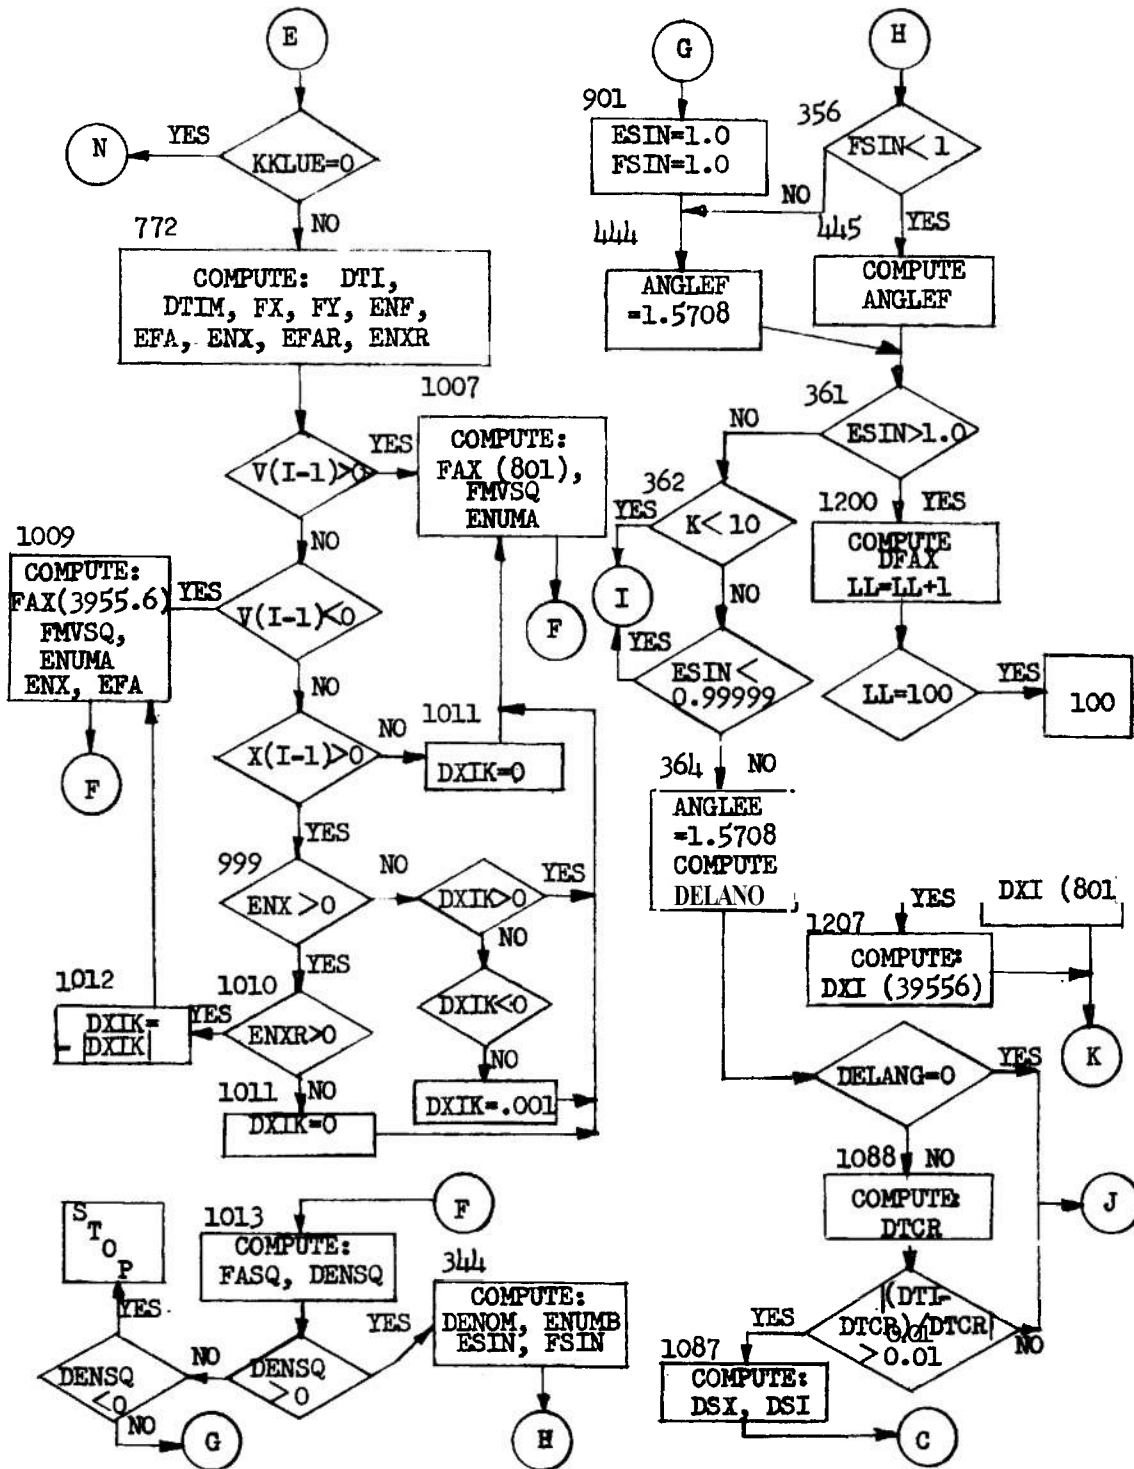 E
G
H
YES
N
KKLUE=0
NO
772
COMPUTE: DTI,
DTIM, FX, FY, ENF,
EFA, ENX, EFAR, ENXR
901
ESIN=1.0
FSIN=1.0
356
FSIN< 1
NO
YES
444
445
ANGLEF
=1.5708
COMPUTE
ANGLEF
1007
V(I-1)>0
YES
COMPUTE:
FAX (801),
FMVSQ
ENUMA
NO
361
ESIN>1.0
NO
YES
362
K< 10
YES
NO
I
1200
COMPUTE
DFAX
LL=LL+1
1009
COMPUTE:
FAX(3955.6)
FMVSQ,
ENUMA
ENX, EFA
YES
V(I-1)<0
NO
F
F
YES
ESIN <
0.99999
LL=100
YES
100
X(I-1)>0
NO
1011
DXIK=0
YES
364
NO
ANGLEE
=1.5708
COMPUTE
DELANO
999
ENX >0
NO
DXIK>0
YES
NO
YES
DXI (801
1207
COMPUTE:
DXI (39556)
K
1012
DXIK=
- |DXIK|
YES
1010
YES
ENXR>0
DXIK<0
NO
NO
DXIK=.001
1011
DXIK=0
DELANG=0
YES
1088
NO
COMPUTE:
DTCR
J
S
T
O
P
1013
F
COMPUTE:
FASQ, DENSQ
344
COMPUTE:
DENOM, ENUMB
ESIN, FSIN
YES
YES
DENSQ
>0
NO
DENSQ
<0
NO
G
H
|(DTI-
DTCR)/DTCR|
0.01
> 0.01
YES
NO
1087
COMPUTE:
DSX, DSI
C